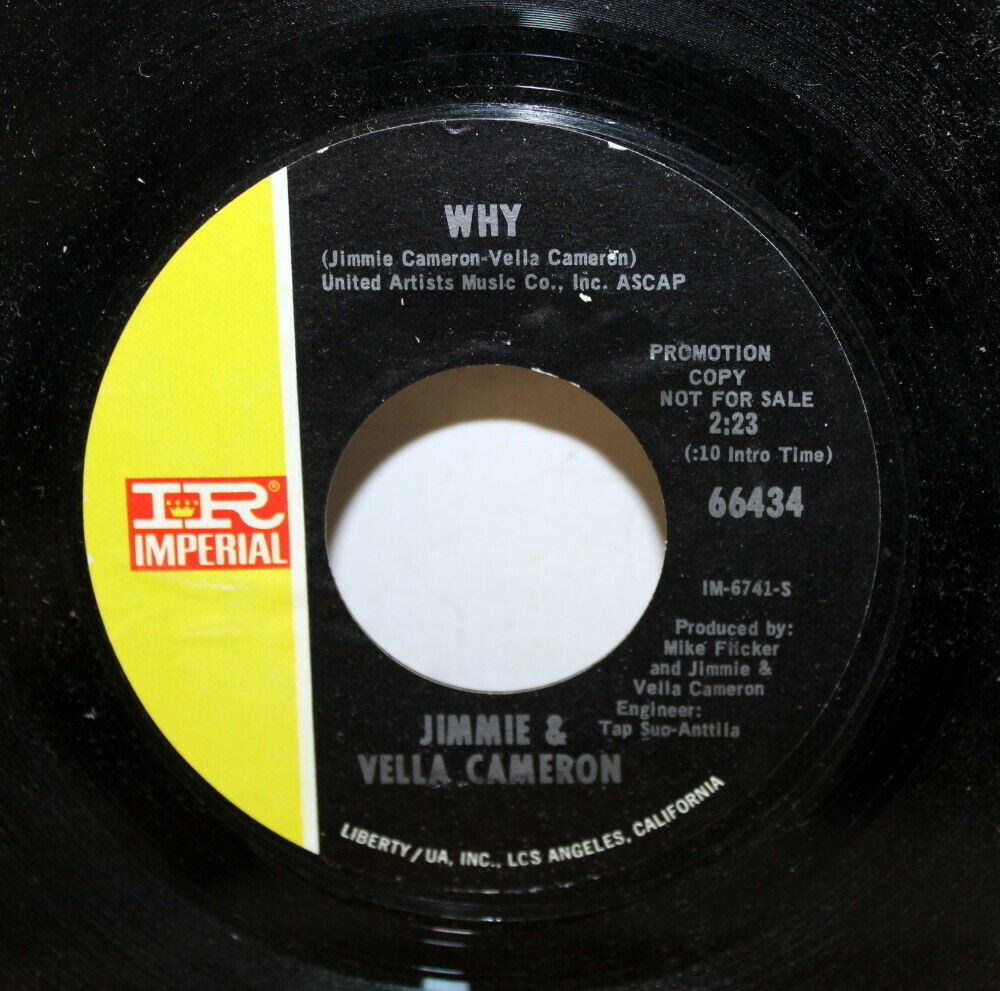 WHY
(Jimmie Cameron-Vella Cameron)
United Artists Music Co., Inc. ASCAP
PROMOTION
COPY
NOT FOR SALE
2:23
(:10 Intro Time)
66434
IR®
IMPERIAL
IM-6741-S
Produced by:
Mike Flicker
and Jimmie &
Vella Cameron
Engineer:
Tap Suo-Anttila
JIMMIE &
VELLA CAMERON
LIBERTY/UA, INC., LOS ANGELES, CALIFORNIA